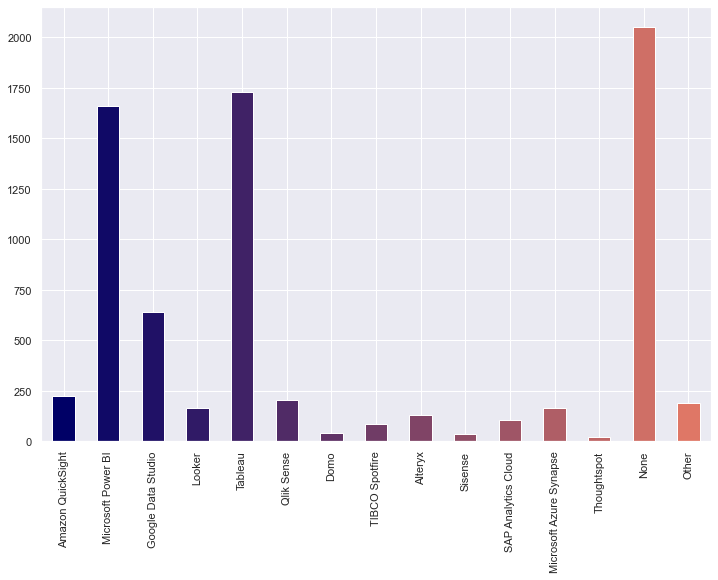 2000
1750
1500
1250
1000
750
500
250
0
Amazon QuickSight
Microsoft Power BI
Google Data Studio
Looker
Tableau
Qlik Sense
Domo
TIBCO Spotfire
Alteryx
Sisense
SAP Analytics Cloud
Microsoft Azure Synapse
Thoughtspot
None
Other